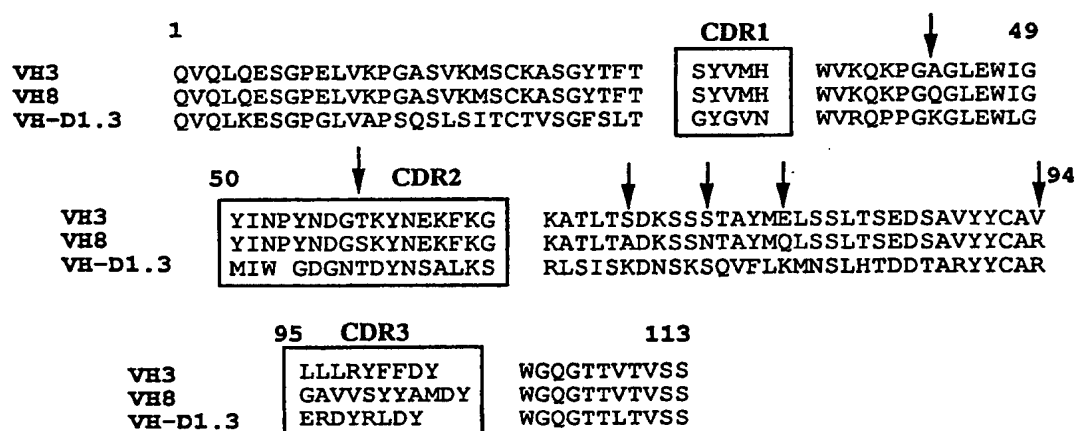 1 CDR1 49
VH3 QVQLQESGPELVKPGASVKMSCKASGYTFT SYVMH WVKQKPGAGLEWIG
VH8 QVQLQESGPELVKPGASVKMSCKASGYTFT SYVMH WVKQKPGQGLEWIG
VH-D1.3 QVQLKESGPGLVAPSQSLSITCTVSGFSLT GYGVN WVRQPPGKGLEWLG
50 CDR2 94
VH3 YINPYNDGTKYNEKFKG KATLTSDKSSSTAYMELSSLTSEDSAVYYCAV
VH8 YINPYNDGSKYNEKFKG KATLTADKSSNTAYMQLSSLTSEDSAVYYCAR
VH-D1.3 MIW GDGNTDYNSALKS RLSISKDNSKSQVFLKMNSLHTDDTARYYCAR
95 CDR3 113
VH3 LLLRYFFDY WGQGTTVTVSS
VH8 GAVVSYYAMDY WGQGTTVTVSS
VH-D1.3 ERDYRLDY WGQGTTLTVSS